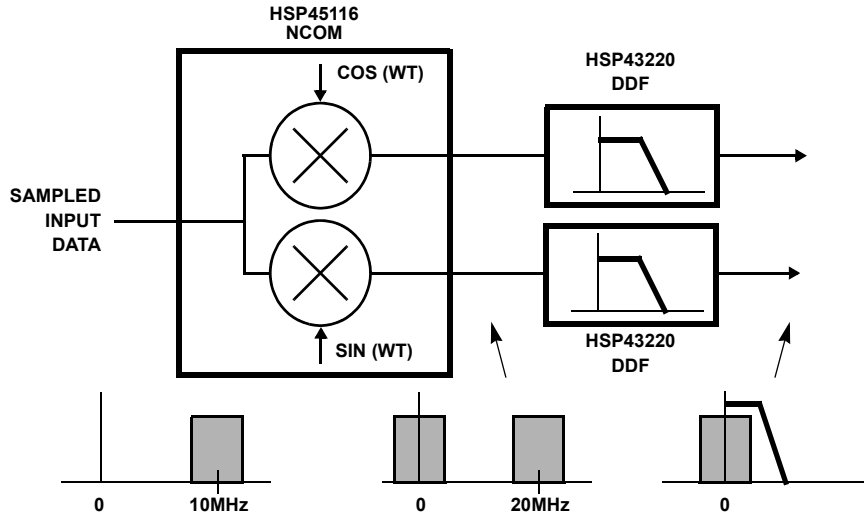 HSP45116
NCOM
COS (WT)
HSP43220
DDF
SAMPLED
INPUT
DATA
SIN (WT)
HSP43220
DDF
0
10MHz
0
20MHz
0